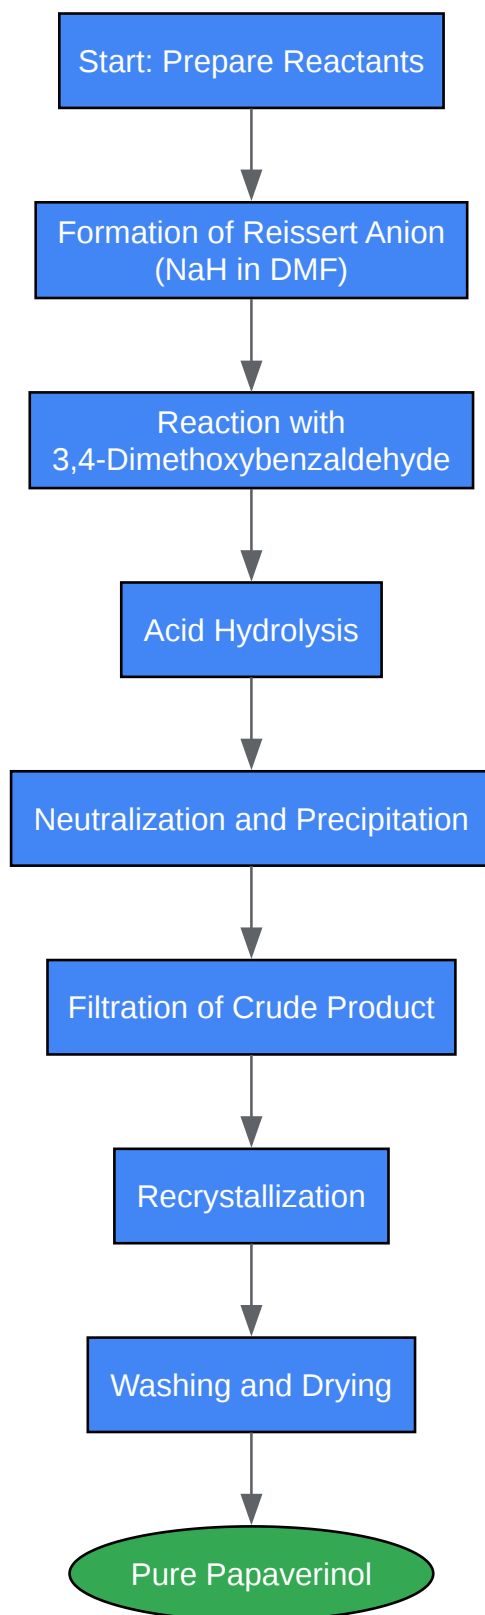 Start: Prepare Reactants
Formation of Reissert Anion
(NaH in DMF)
Reaction with
3,4-Dimethoxybenzaldehyde
Acid Hydrolysis
Neutralization and Precipitation
Filtration of Crude Product
Recrystallization
Washing and Drying
Pure Papaverinol